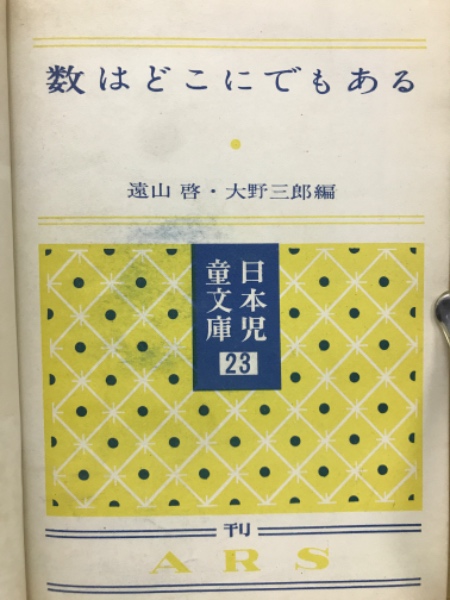 数はどこにでもある
遠山 啓・大野三郎編
日本児
童文庫
23
刊
ARS